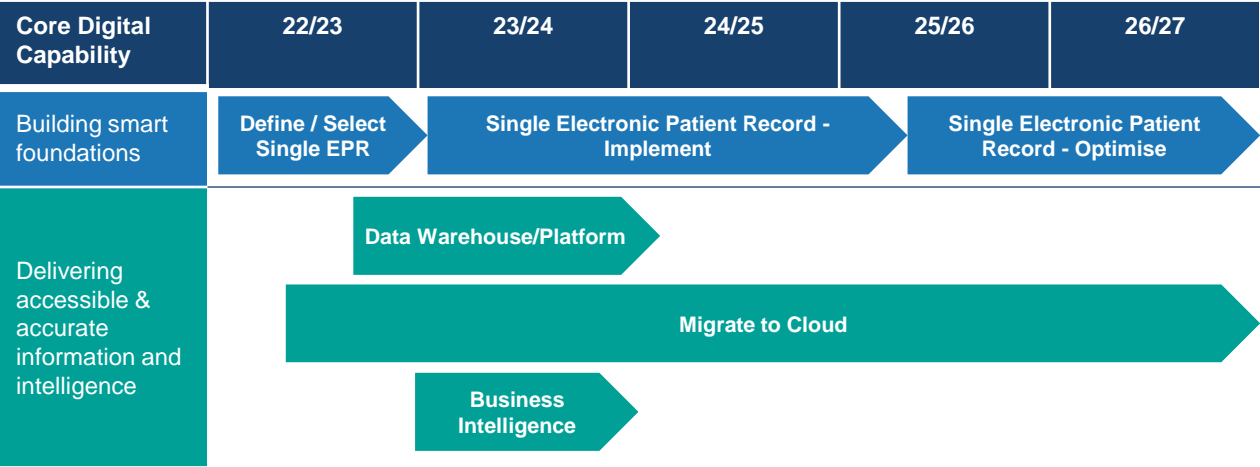 Core Digital
Capability
22/23
23/24
24/25
25/26
26/27
Building smart
foundations
Define / Select
Single EPR
Single Electronic Patient Record -
Implement
Single Electronic Patient
Record - Optimise
Delivering
accessible &
accurate
information and
intelligence
Data Warehouse/Platform
Migrate to Cloud
Business
Intelligence